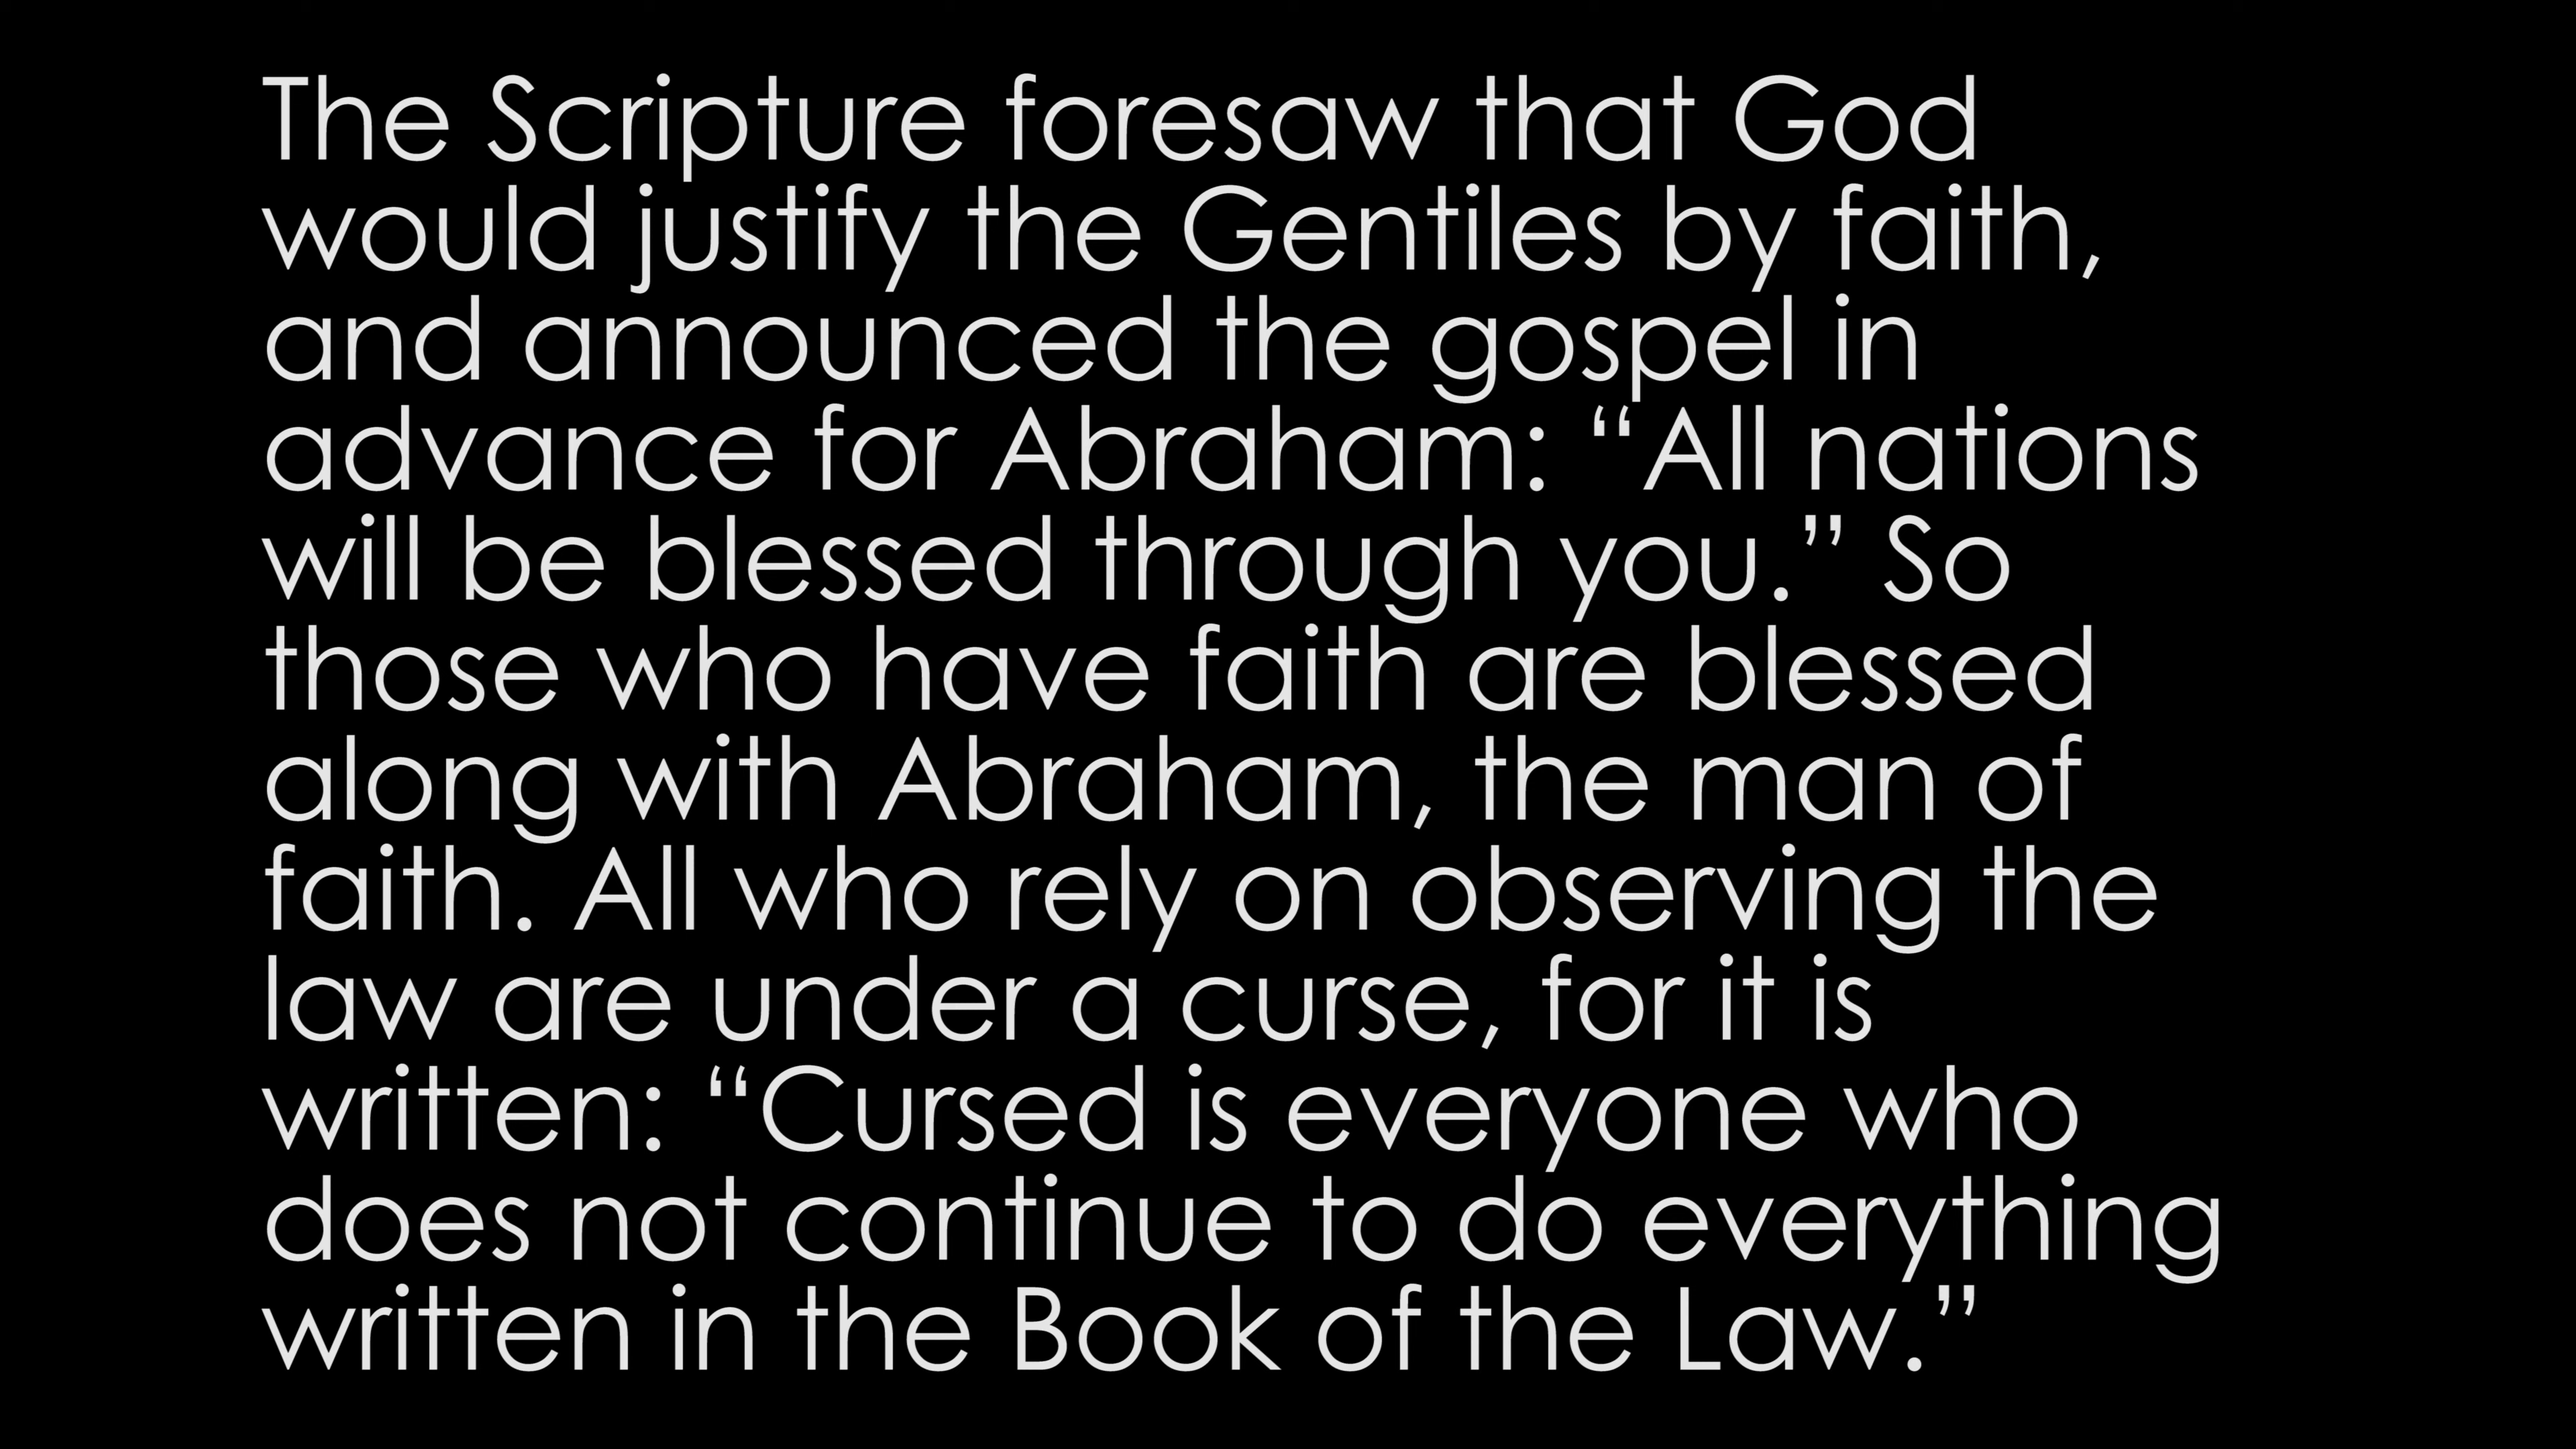 The Scripture foresaw that God
would justify the Gentiles by faith,
and announced the gospel in
advance for Abraham: “All nations
will be blessed through you.” So
those who have faith are blessed
along with Abraham, the man of
faith. All who rely on observing the
law are under a curse, for it is
written: “Cursed is everyone who
does not continue to do everything
written in the Book of the Law.”